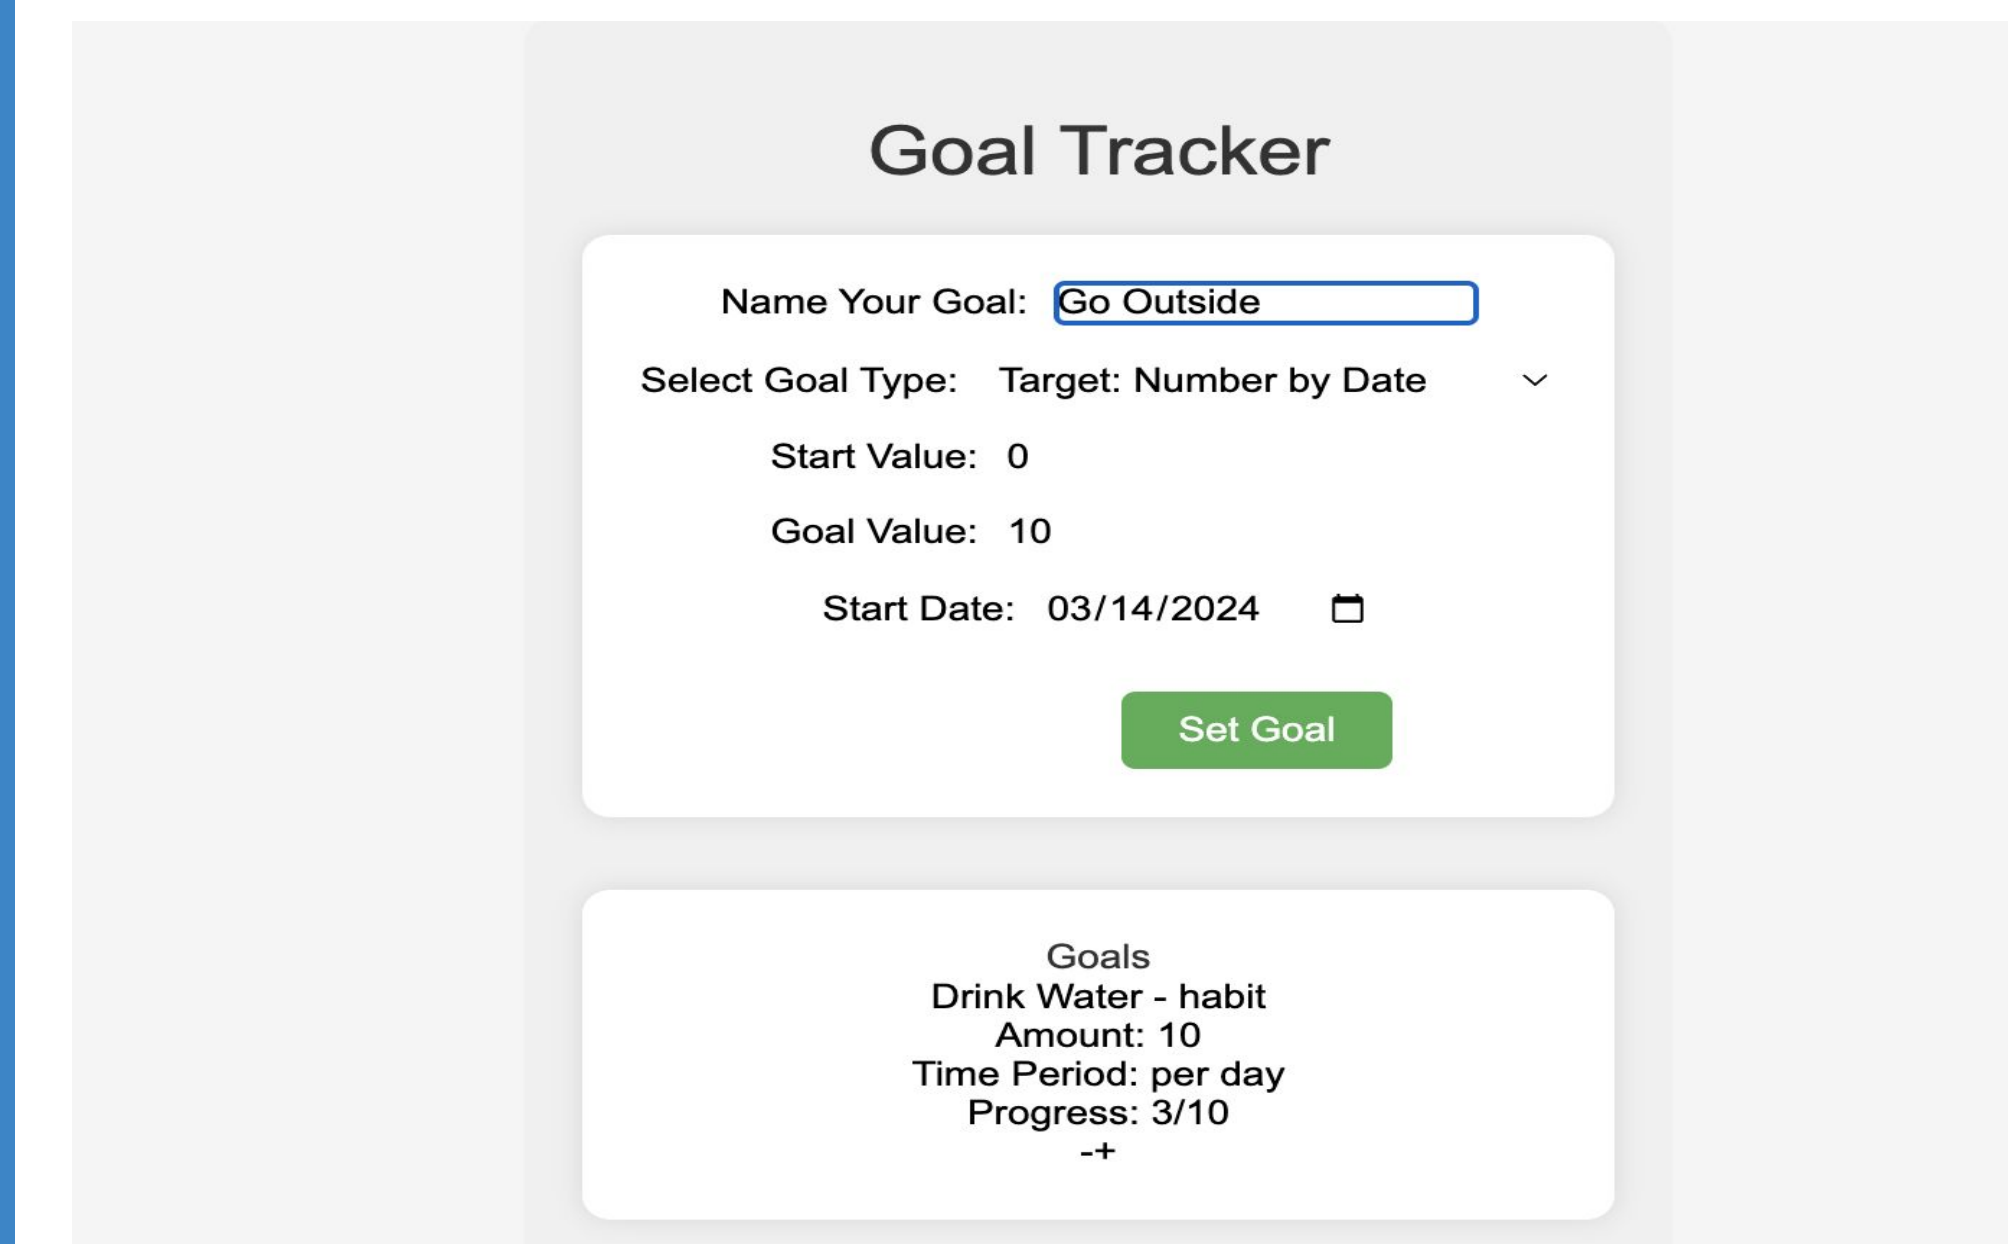 Goal Tracker
Name Your Goal: Go Outside
Select Goal Type: Target: Number by Date
Start Value: 0
Goal Value: 10
Start Date: 03/14/2024
Set Goal
Goals
Drink Water - habit
Amount: 10
Time Period: per day
Progress: 3/10
-+